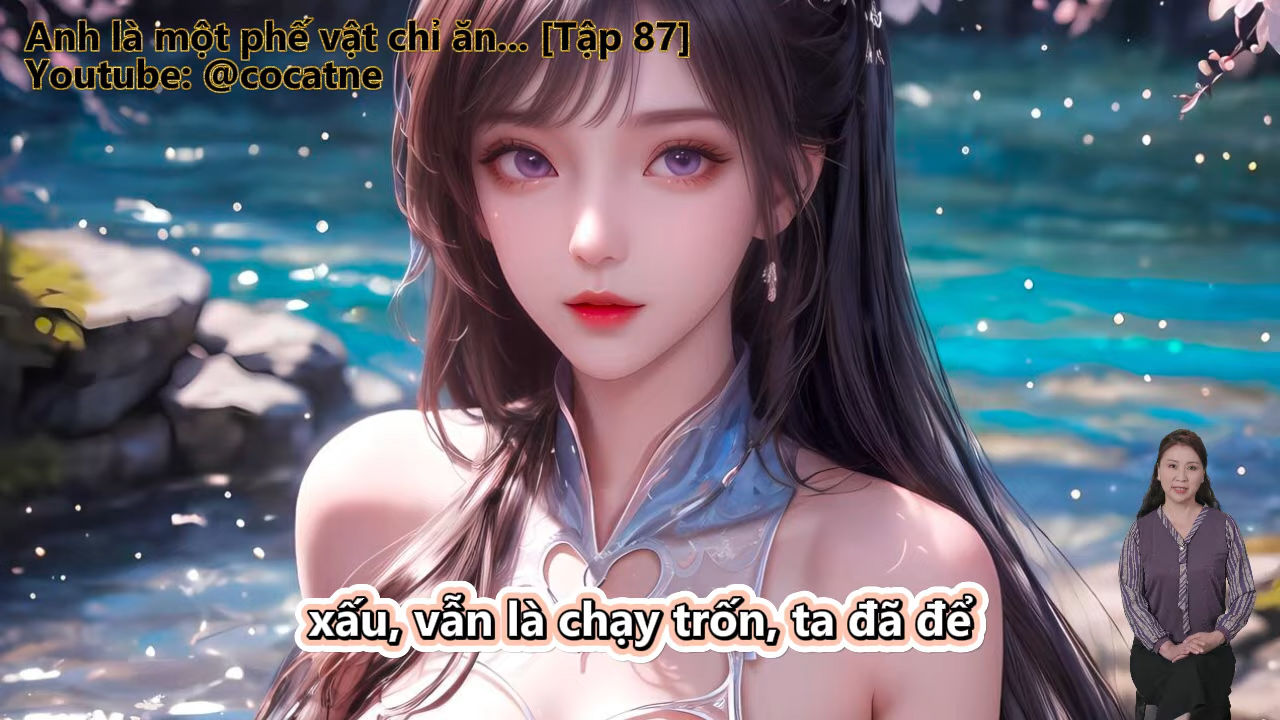 Anh là một phế vật chỉ ăn... [Tập 87]
Youtube: @cocatne
xấu, vẫn là chạy trốn, ta đã để